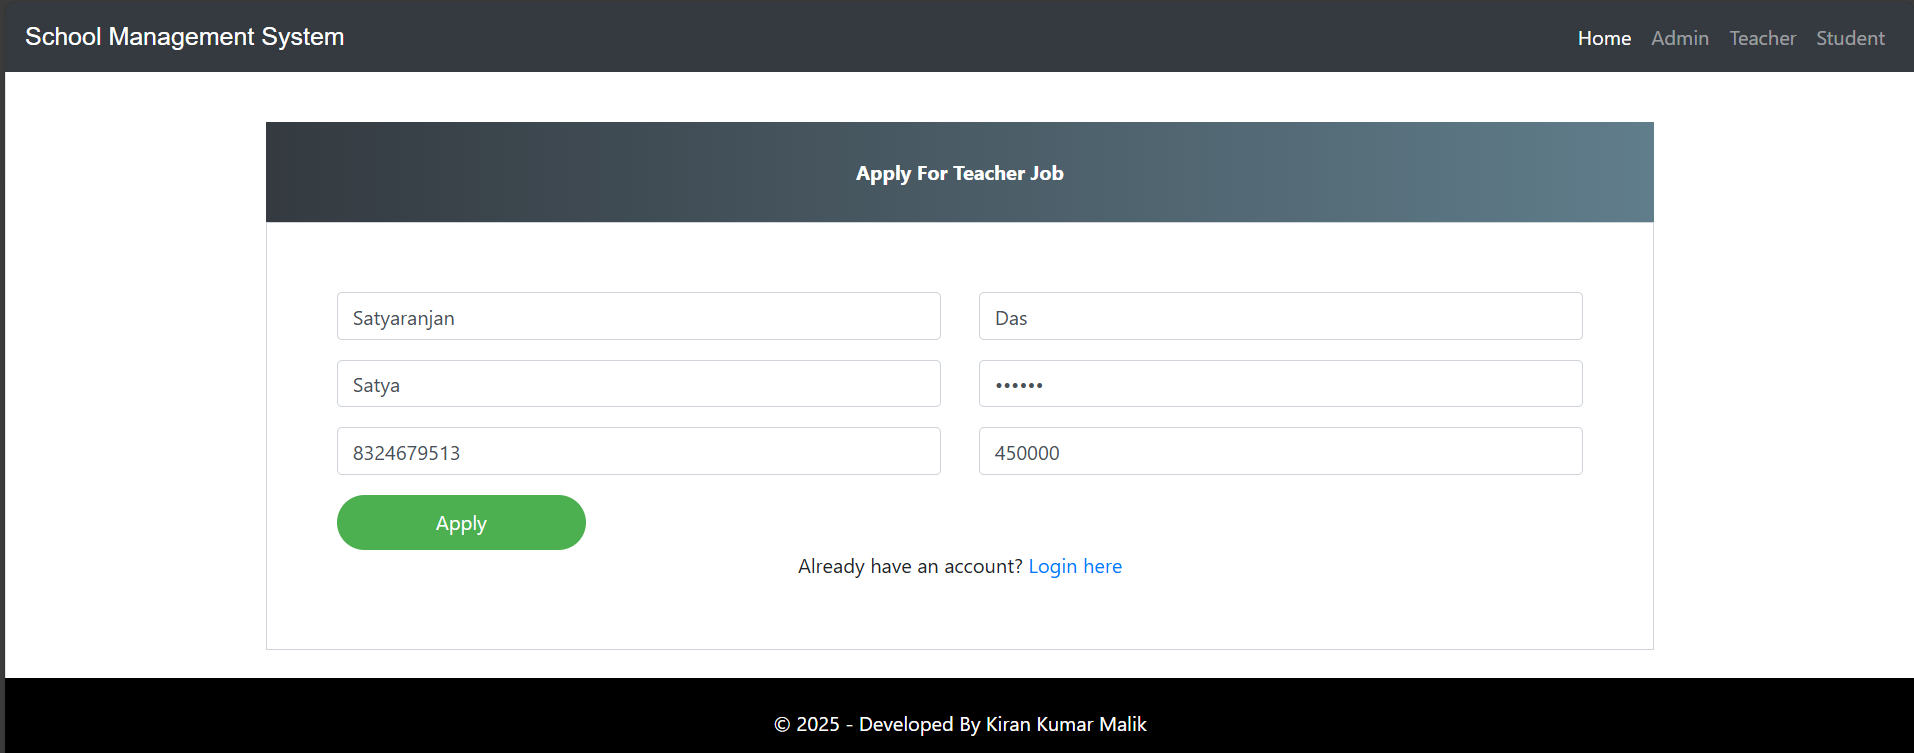 School Management System
Home Admin Teacher Student
Apply For Teacher Job
Satyaranjan
Das
Satya
••••••
8324679513
450000
Apply
Already have an account? Login here
© 2025 - Developed By Kiran Kumar Malik